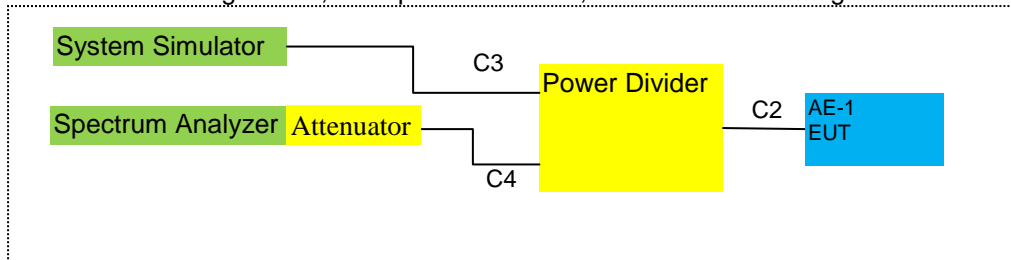 System Simulator
C3
Power Divider
Spectrum Analyzer Attenuator
C2
AE-1
EUT
C4